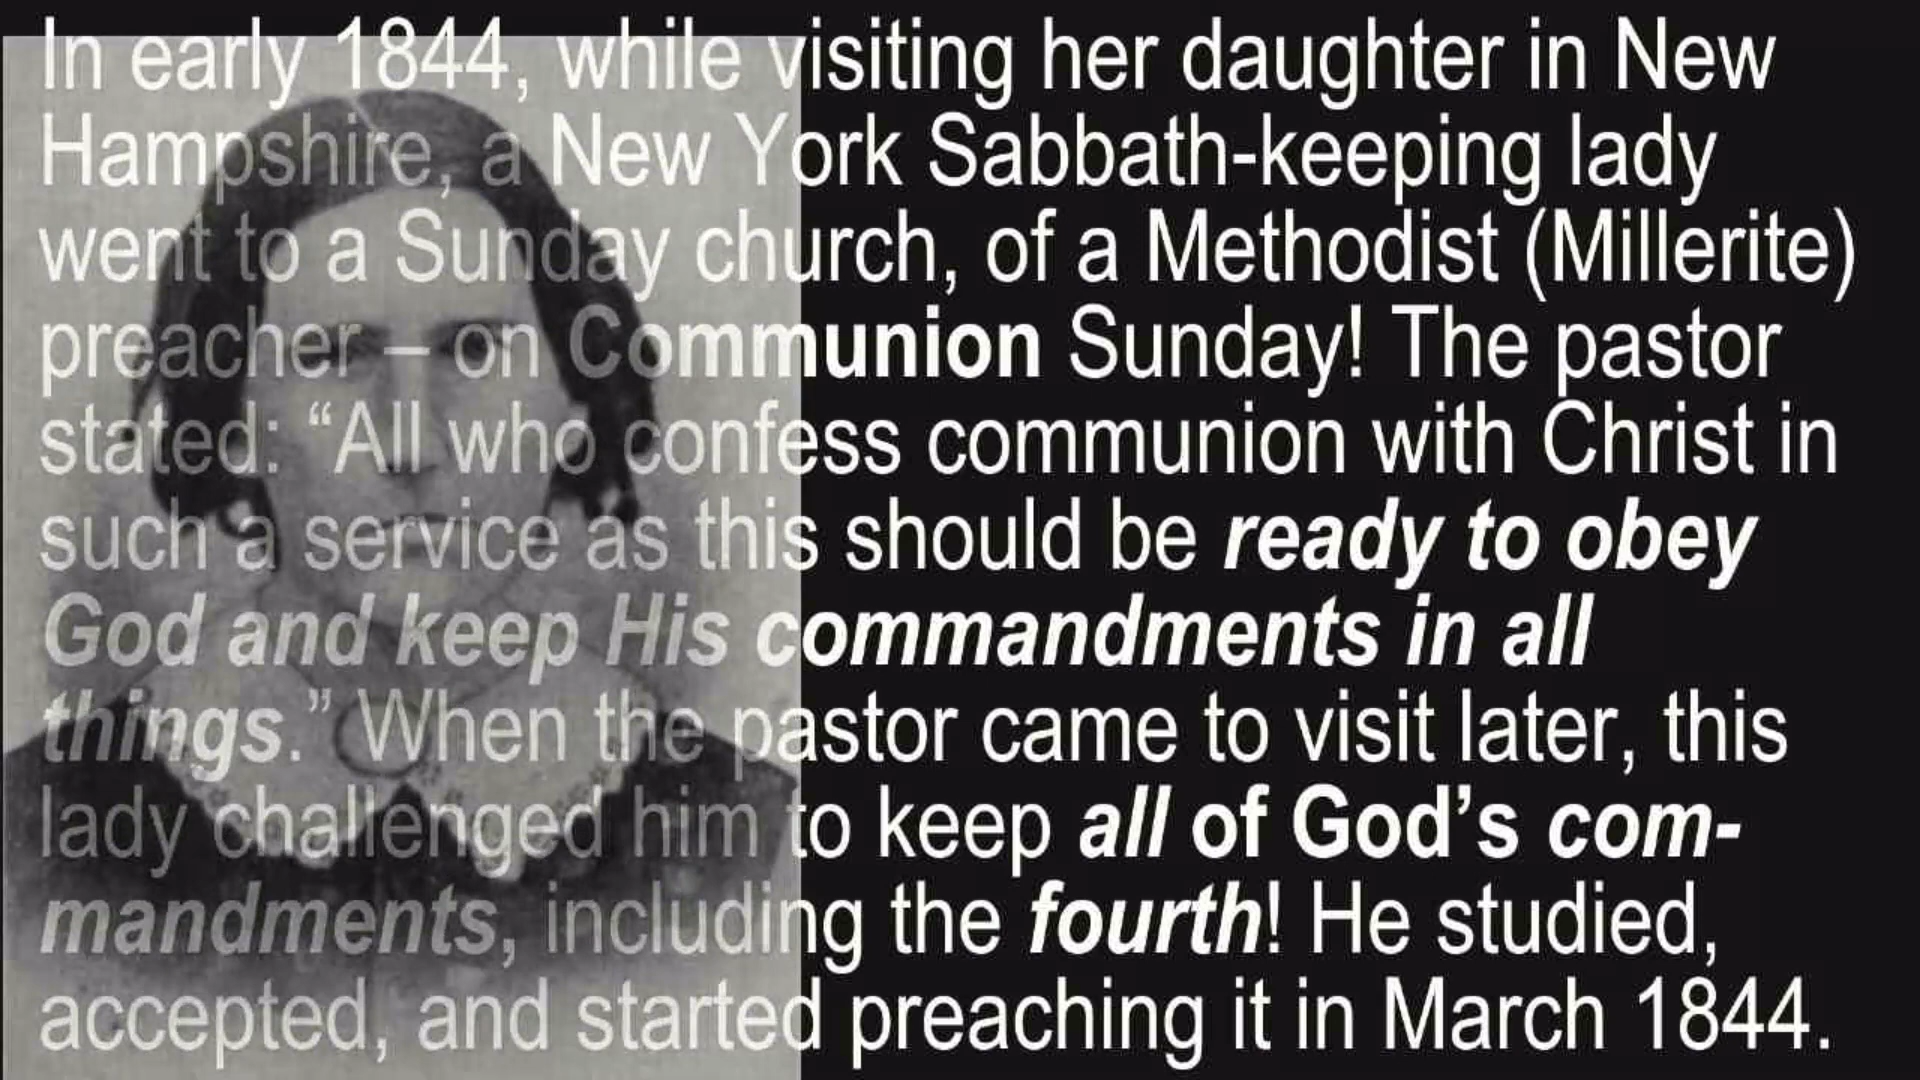 In early 1844, while visiting her daughter in New
Hampshire, a New York Sabbath-keeping lady
went to a Sunday church, of a Methodist (Millerite)
preacher – on Communion Sunday! The pastor
stated: “All who confess communion with Christ in
such a service as this should be ready to obey
God and keep His commandments in all
things.” When the pastor came to visit later, this
lady challenged him to keep all of God’s com-
mandments, including the fourth! He studied,
accepted, and started preaching it in March 1844.